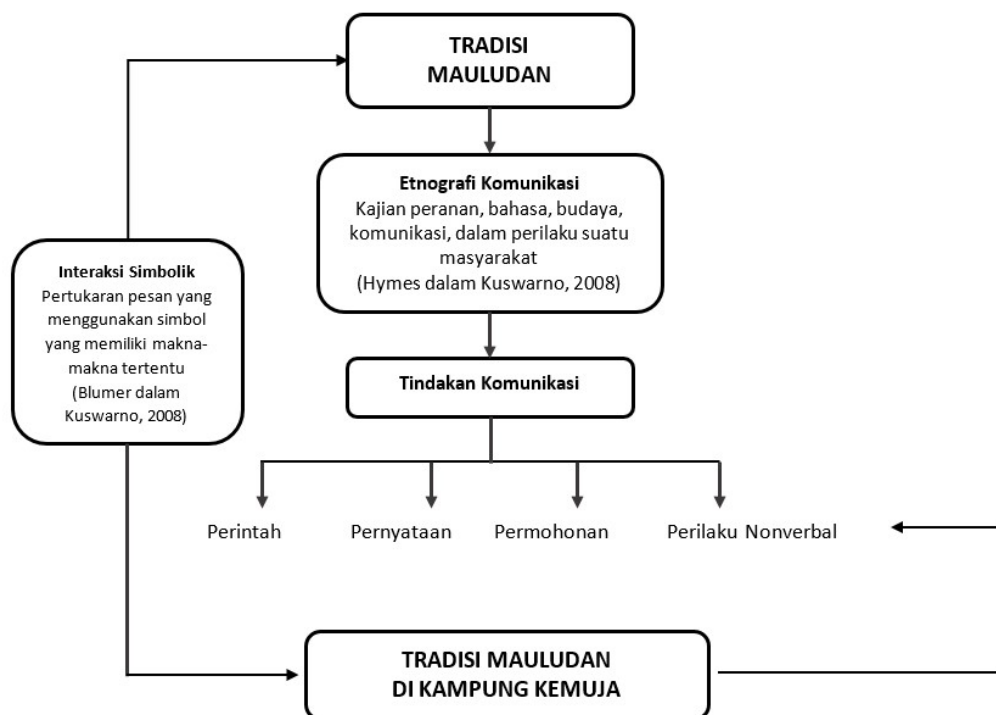 TRADISI
MAULUDAN
Etnografi Komunikasi
Kajian peranan, bahasa, budaya,
komunikasi, dalam perilaku suatu
masyarakat
(Hymes dalam Kuswarno, 2008)
Interaksi Simbolik
Pertukaran pesan yang
menggunakan simbol
yang memiliki makna-
makna tertentu
(Blumer dalam
Kuswarno, 2008)
Tindakan Komunikasi
Perintah
Pernyataan
Permohonan
Perilaku Nonverbal
TRADISI MAULUDAN
DI KAMPUNG KEMUJA